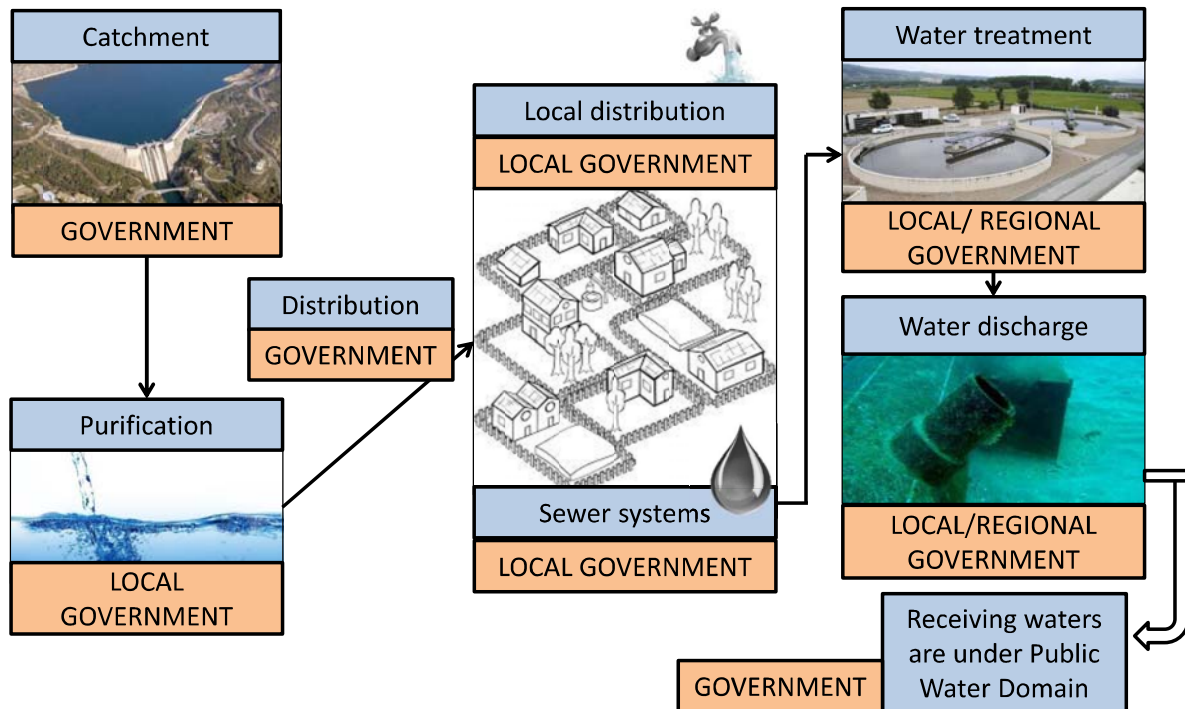 Catchment
GOVERNMENT
Purification
LOCAL
GOVERNMENT
Distribution
GOVERNMENT
Local distribution
LOCAL GOVERNMENT
Sewer systems
LOCAL GOVERNMENT
Water treatment
LOCAL/ REGIONAL
GOVERNMENT
Water discharge
LOCAL/REGIONAL
GOVERNMENT
Receiving waters
are under Public
Water Domain
GOVERNMENT